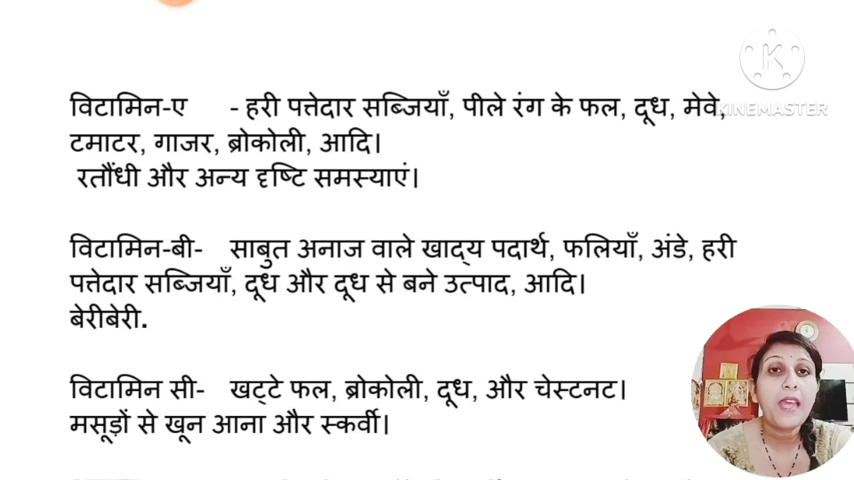 विटामिन-ए - हरी पत्तेदार सब्जियाँ, पीले रंग के फल, दूध, मेवे,
टमाटर, गाजर, ब्रोकोली, आदि।
रतौंधी और अन्य दृष्टि समस्याएं।
विटामिन-बी- साबुत अनाज वाले खाद्य पदार्थ, फलियाँ, अंडे, हरी
पत्तेदार सब्जियाँ, दूध और दूध से बने उत्पाद, आदि।
बेरीबेरी.
विटामिन सी- खट्टे फल, ब्रोकोली, दूध, और चेस्टनट।
मसूड़ों से खून आना और स्कर्वी।
K
KINEMASTER